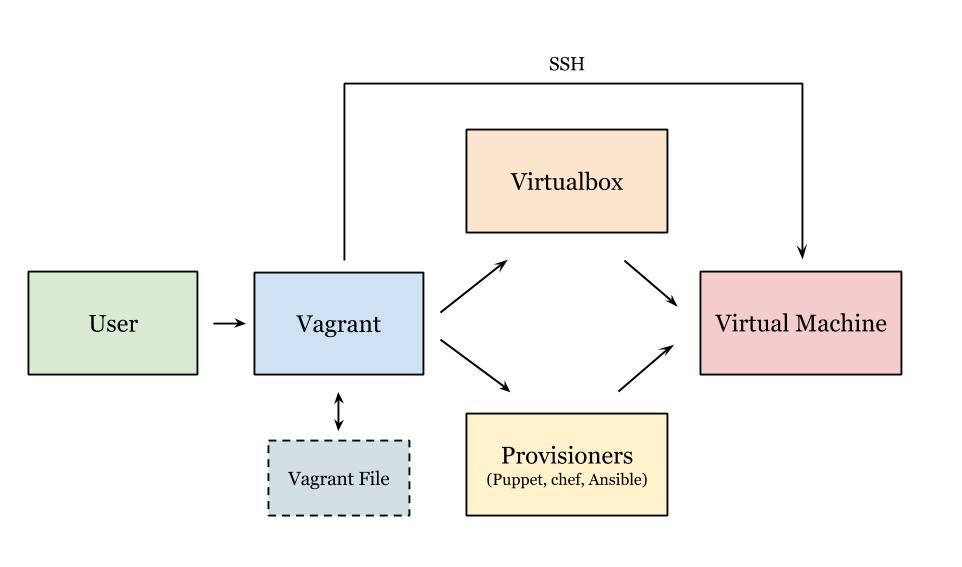 SSH
Virtualbox
User
Vagrant
Virtual Machine
Vagrant File
Provisioners
(Puppet, chef, Ansible)